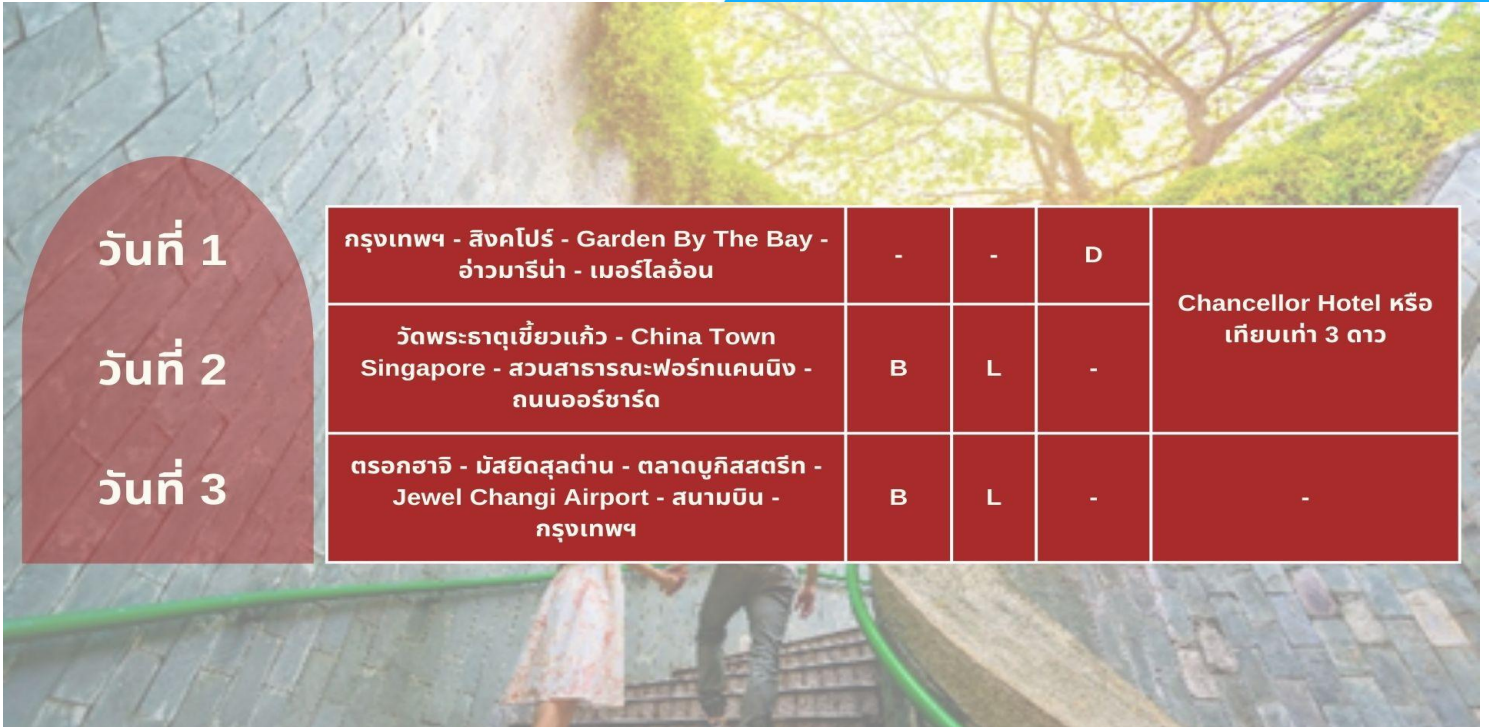 วันที่ 1
กรุงเทพฯ - สิงคโปร์ - Garden By The Bay -
อ่าวมารีน่า - เมอร์ไลอ้อน
-
-
D
Chancellor Hotel หรือ
เทียบเท่า 3 ดาว
วันที่ 2
วัดพระธาตุเขี้ยวแก้ว - China Town
Singapore - สวนสาธารณะฟอร์ทแคนนิง -
ถนนออร์ชาร์ด
B
L
-
วันที่ 3
ตรอกฮาจิ - มัสยิดสุลต่าน - ตลาดบูกิสสตรีท -
Jewel Changi Airport - สนามบิน -
กรุงเทพฯ
B
L
-
-